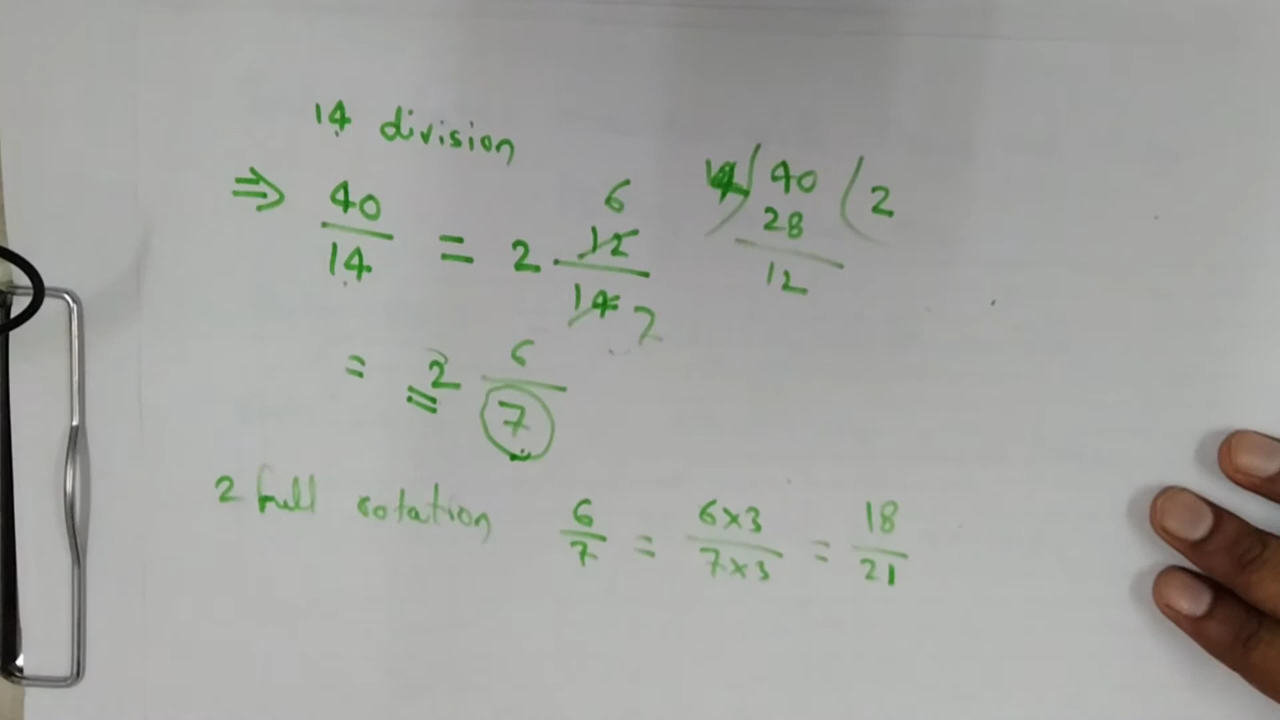 14 division
⇒ 40/14 = 2 12/14 6 7
14) 40 (2
28
12
= 2 6/7
2 full rotation 6/7 = 6×3/7×3 = 18/21